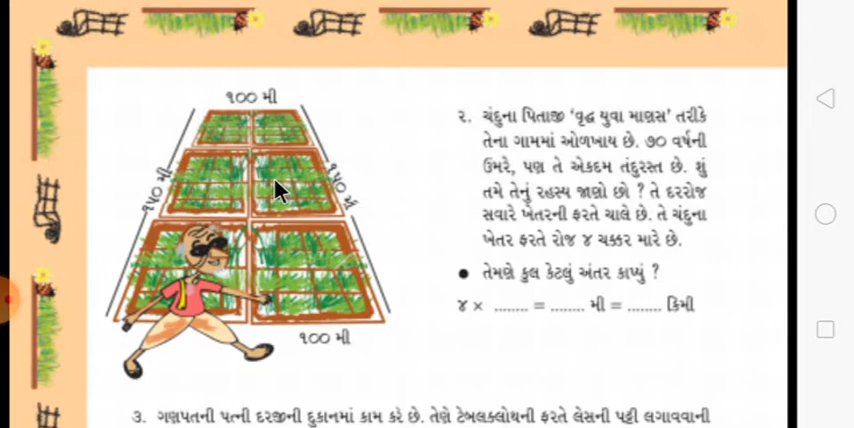 ૧૦૦ મી
૧૫૦ મી
૧૫૦ મી
૧૦૦ મી
૨. ચંદુના પિતાજી ‘વૃદ્ધ યુવા માણસ’ તરીકે
તેના ગામમાં ઓળખાય છે. ૭૦ વર્ષની
ઉંમરે, પણ તે એકદમ તંદુરસ્ત છે. શું
તમે તેનું રહસ્ય જાણો છો ? તે દરરોજ
સવારે ખેતરની ફરતે ચાલે છે. તે ચંદુના
ખેતર ફરતે રોજ ૪ ચક્કર મારે છે.
● તેમણે કુલ કેટલું અંતર કાપ્યું ?
૪ × ........ = ........ મી = ........ કિમી
૩. ગણપતની પત્ની દરજીની દુકાનમાં કામ કરે છે. તેણે ટેબલક્લોથની ફરતે લેસની પટ્ટી લગાવવાની